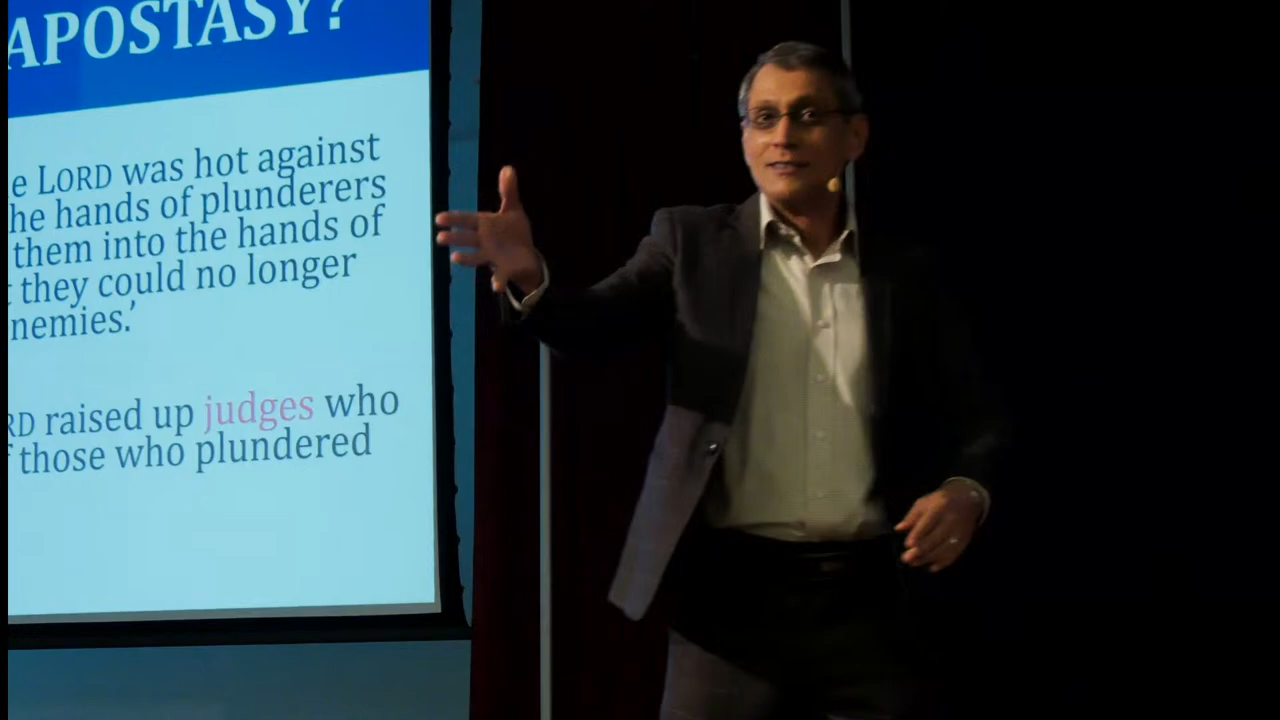 APOSTASY?
e LORD was hot against
he hands of plunderers
them into the hands of
they could no longer
nemies.’
RD raised up judges who
those who plundered